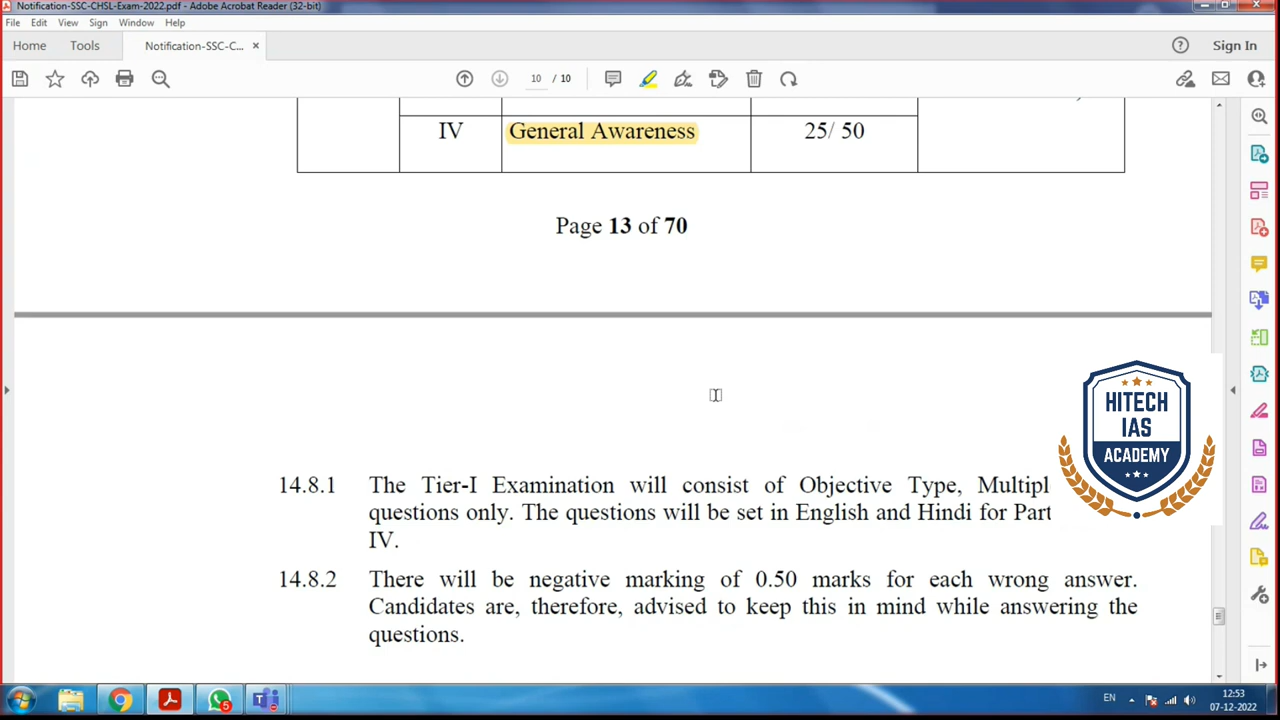 Notification-SSC-CHSL-Exam-2022.pdf - Adobe Acrobat Reader (32-bit)
File Edit View Sign Window Help
Home Tools Notification-SSC-C... × Sign In
10 / 10
IV General Awareness 25/ 50
Page 13 of 70
HITECH
IAS
ACADEMY
14.8.1 The Tier-I Examination will consist of Objective Type, Multipl
questions only. The questions will be set in English and Hindi for Part
IV.
14.8.2 There will be negative marking of 0.50 marks for each wrong answer.
Candidates are, therefore, advised to keep this in mind while answering the
questions.
5
EN 12:53
07-12-2022